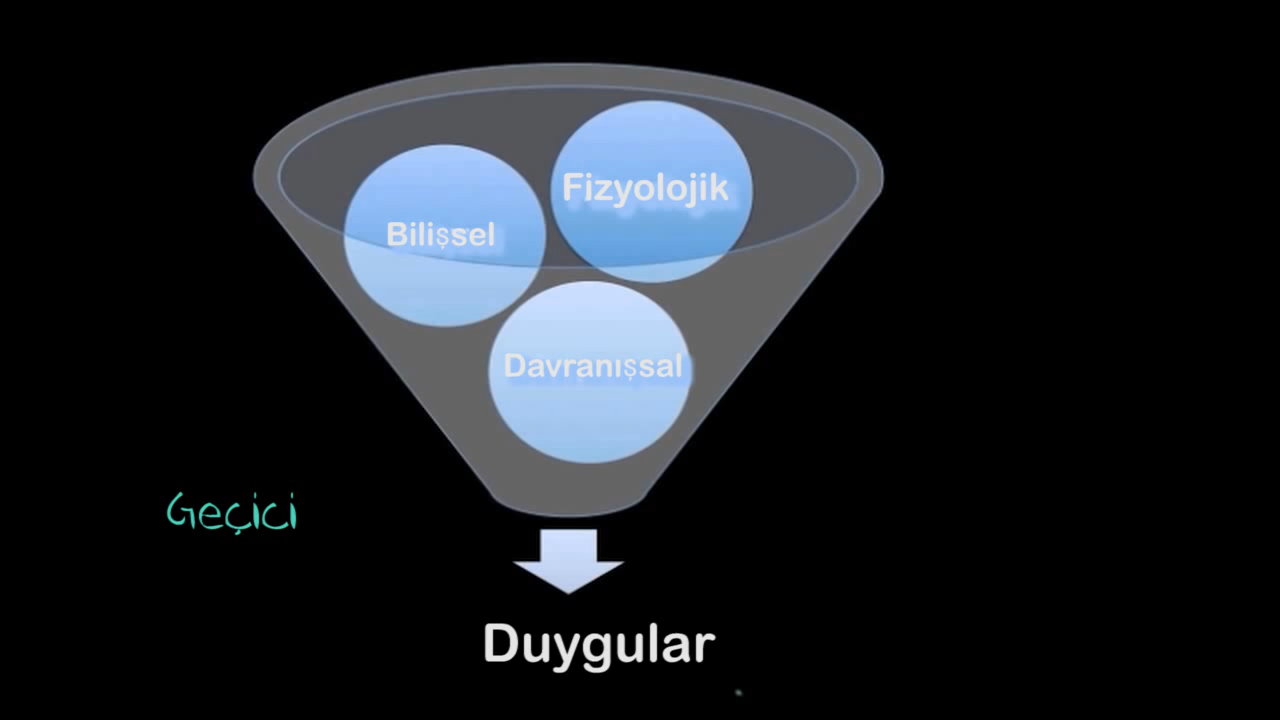 Fizyolojik
Bilişsel
Davranışsal
Geçici
Duygular